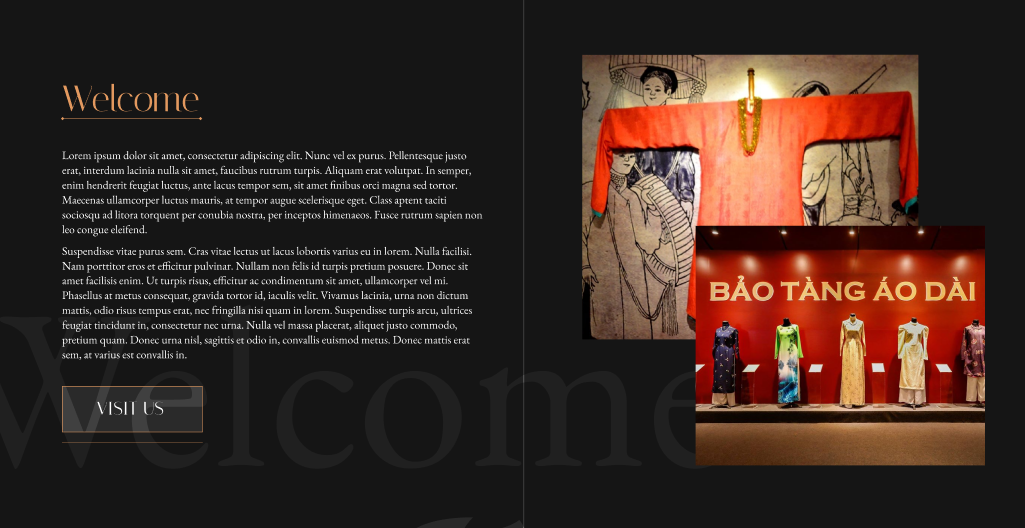 Welcome
Lorem ipsum dolor sit amet, consectetur adipiscing elit. Nunc vel ex purus. Pellentesque justo
erat, interdum lacinia nulla sit amet, faucibus rutrum turpis. Aliquam erat volutpat. In semper,
enim hendrerit feugiat luctus, ante lacus tempor sem, sit amet finibus orci magna sed tortor.
Maecenas ullamcorper luctus mauris, at tempor augue scelerisque eget. Class aptent taciti
sociosqu ad litora torquent per conubia nostra, per inceptos himenaeos. Fusce rutrum sapien non
leo congue eleifend.
Suspendisse vitae purus sem. Cras vitae lectus ut lacus lobortis varius eu in lorem. Nulla facilisi.
Nam porttitor eros et efficitur pulvinar. Nullam non felis id turpis pretium posuere. Donec sit
amet facilisis enim. Ut turpis risus, efficitur ac condimentum sit amet, ullamcorper vel mi.
Phasellus at metus consequat, gravida tortor id, iaculis velit. Vivamus lacinia, urna non dictum
mattis, odio risus tempus erat, nec fringilla nisi quam in lorem. Suspendisse turpis arcu, ultrices
feugiat tincidunt in, consectetur nec urna. Nulla vel massa placerat, aliquet justo commodo,
pretium quam. Donec urna nisl, sagittis et odio in, convallis euismod metus. Donec mattis erat
sem, at varius est convallis in.
VISIT US
Welcome
BẢO TÀNG ÁO DÀI